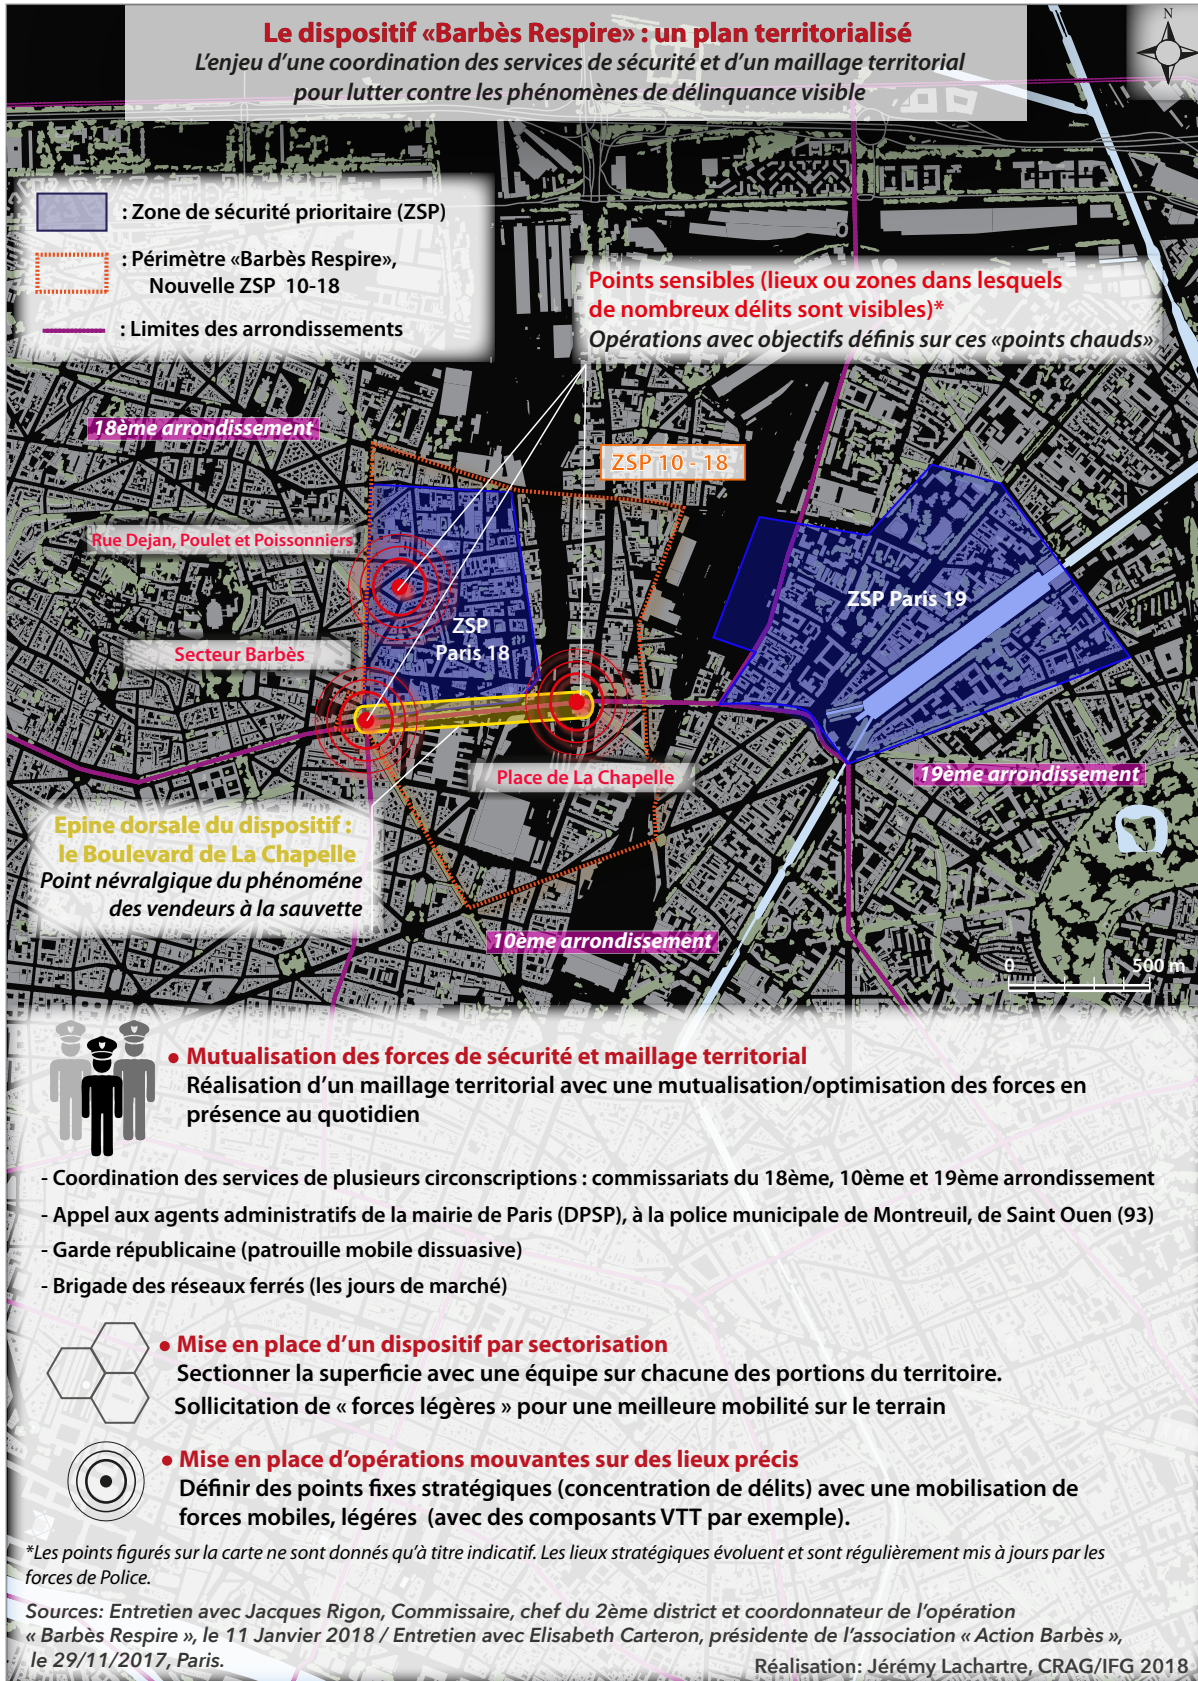 Le dispositif «Barbès Respire» : un plan territorialisé
L'enjeu d'une coordination des services de sécurité et d'un maillage territorial
pour lutter contre les phénomènes de délinquance visible
N
: Zone de sécurité prioritaire (ZSP)
: Périmètre «Barbès Respire»,
Nouvelle ZSP 10-18
: Limites des arrondissements
Points sensibles (lieux ou zones dans lesquels
de nombreux délits sont visibles)*
Opérations avec objectifs définis sur ces «points chauds»
18ème arrondissement
ZSP 10 - 18
Rue Dejan, Poulet et Poissonniers
ZSP Paris 19
ZSP
Paris 18
Secteur Barbès
Place de La Chapelle
19ème arrondissement
Epine dorsale du dispositif :
le Boulevard de La Chapelle
Point névralgique du phénoméne
des vendeurs à la sauvette
10ème arrondissement
0 500 m
• Mutualisation des forces de sécurité et maillage territorial
Réalisation d'un maillage territorial avec une mutualisation/optimisation des forces en
présence au quotidien
- Coordination des services de plusieurs circonscriptions : commissariats du 18ème, 10ème et 19ème arrondissement
- Appel aux agents administratifs de la mairie de Paris (DPSP), à la police municipale de Montreuil, de Saint Ouen (93)
- Garde républicaine (patrouille mobile dissuasive)
- Brigade des réseaux ferrés (les jours de marché)
• Mise en place d'un dispositif par sectorisation
Sectionner la superficie avec une équipe sur chacune des portions du territoire.
Sollicitation de « forces légères » pour une meilleure mobilité sur le terrain
• Mise en place d'opérations mouvantes sur des lieux précis
Définir des points fixes stratégiques (concentration de délits) avec une mobilisation de
forces mobiles, légéres (avec des composants VTT par exemple).
*Les points figurés sur la carte ne sont donnés qu'à titre indicatif. Les lieux stratégiques évoluent et sont régulièrement mis à jours par les
forces de Police.
Sources: Entretien avec Jacques Rigon, Commissaire, chef du 2ème district et coordonnateur de l'opération
« Barbès Respire », le 11 Janvier 2018 / Entretien avec Elisabeth Carteron, présidente de l'association « Action Barbès »,
le 29/11/2017, Paris.
Réalisation: Jérémy Lachartre, CRAG/IFG 2018